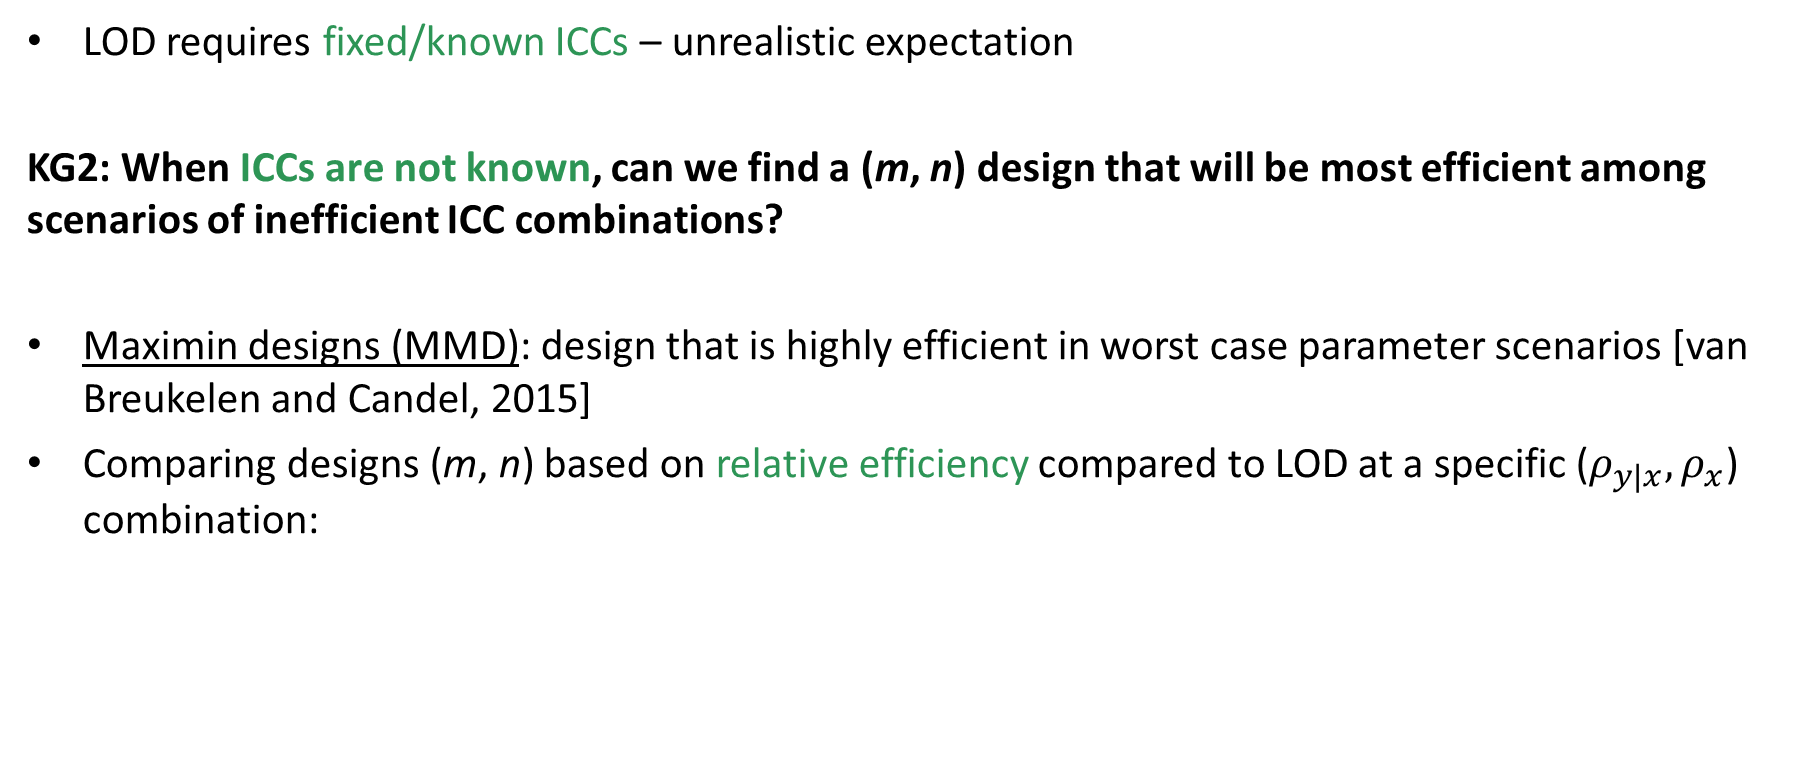 • LOD requires fixed/known ICCs – unrealistic expectation
KG2: When ICCs are not known, can we find a (m, n) design that will be most efficient among
scenarios of inefficient ICC combinations?
• Maximin designs (MMD): design that is highly efficient in worst case parameter scenarios [van
Breukelen and Candel, 2015]
• Comparing designs (m, n) based on relative efficiency compared to LOD at a specific (ρ_{y|x}, ρ_x)
combination: